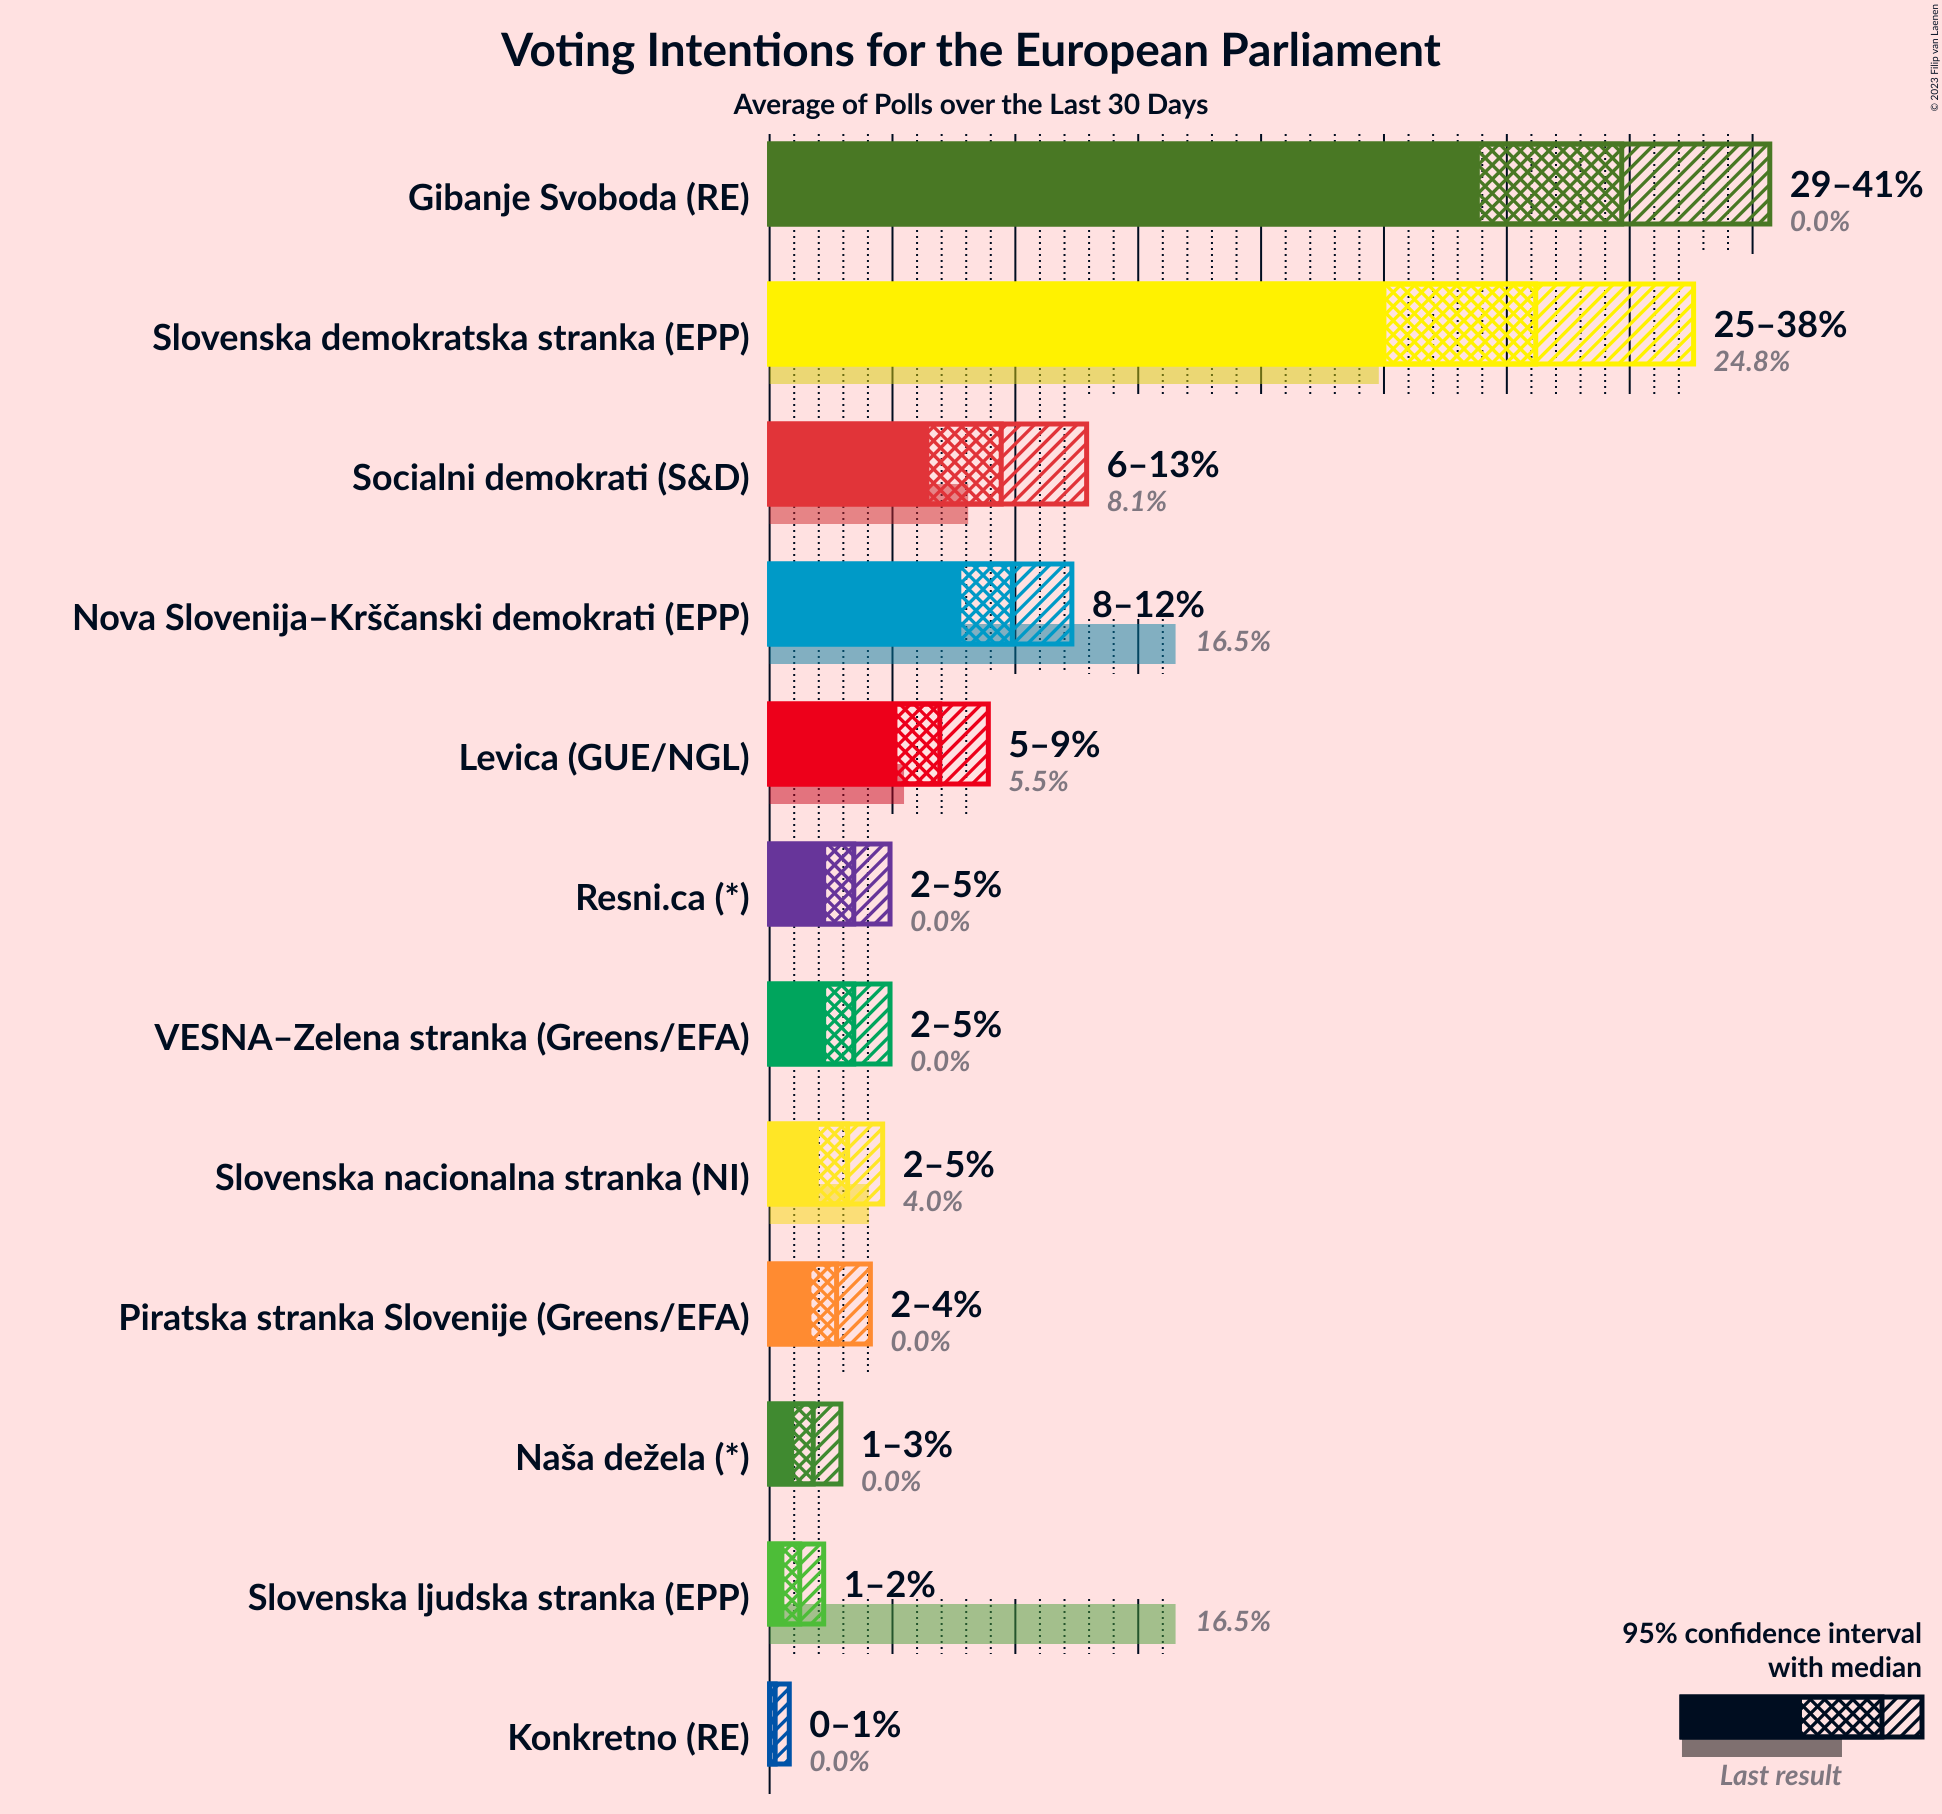 © 2023 Filip van Laenen
Voting Intentions for the European Parliament
Average of Polls over the Last 30 Days
Gibanje Svoboda (RE)
29–41%
0.0%
Slovenska demokratska stranka (EPP)
25–38%
24.8%
Socialni demokrati (S&D)
6–13%
8.1%
Nova Slovenija–Krščanski demokrati (EPP)
8–12%
16.5%
Levica (GUE/NGL)
5–9%
5.5%
Resni.ca (*)
2–5%
0.0%
VESNA–Zelena stranka (Greens/EFA)
2–5%
0.0%
Slovenska nacionalna stranka (NI)
2–5%
4.0%
Piratska stranka Slovenije (Greens/EFA)
2–4%
0.0%
Naša dežela (*)
1–3%
0.0%
Slovenska ljudska stranka (EPP)
1–2%
16.5%
Konkretno (RE)
0–1%
0.0%
95% confidence interval
with median
Last result